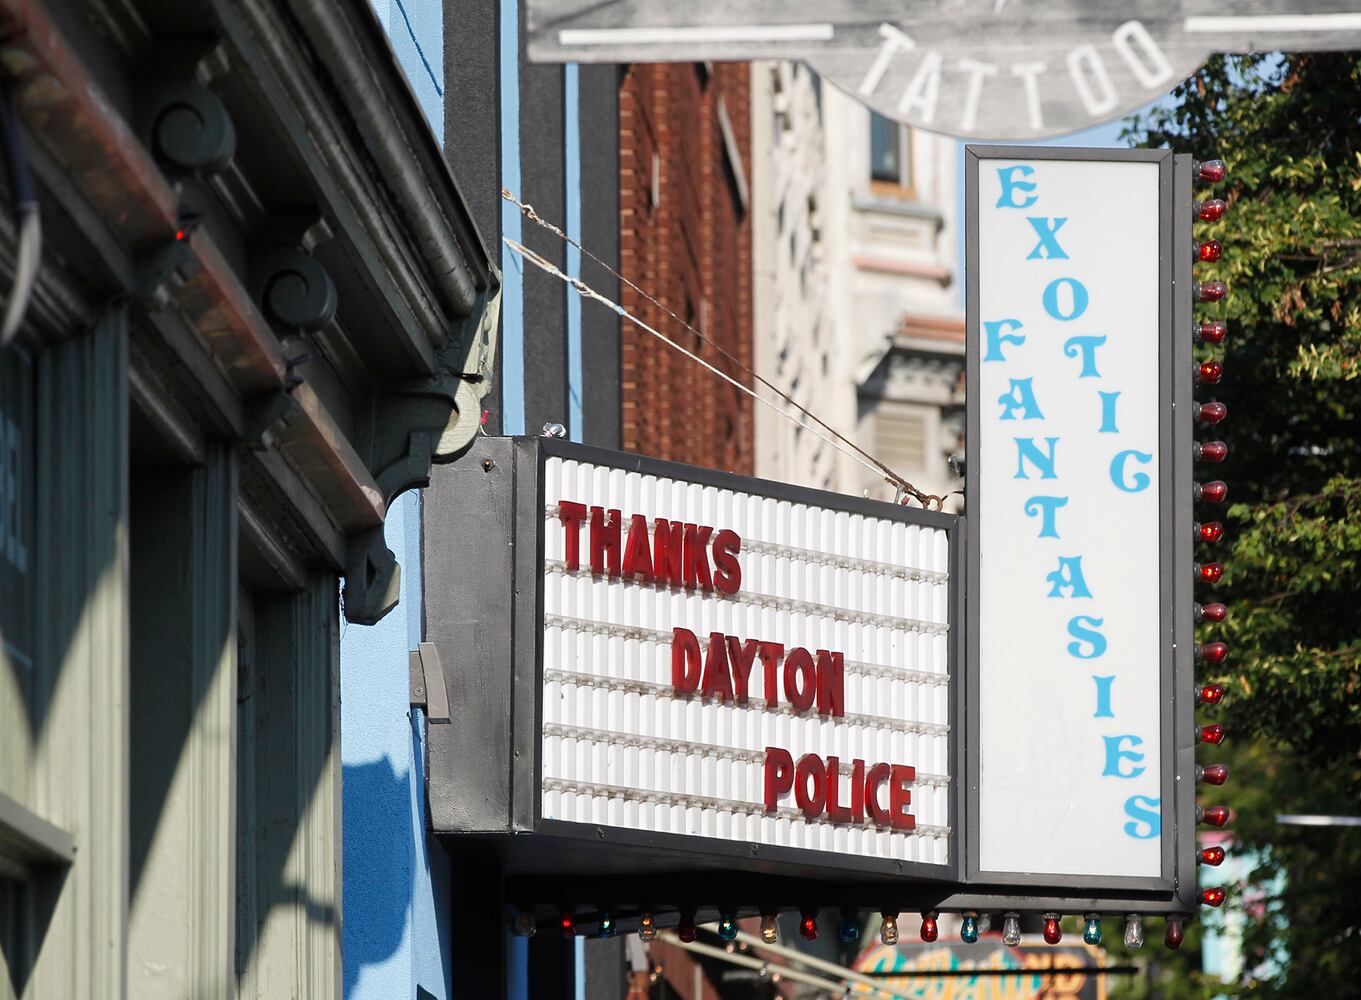 TATTOO
EXOTIC
FANTASIES
THANKS
DAYTON
POLICE